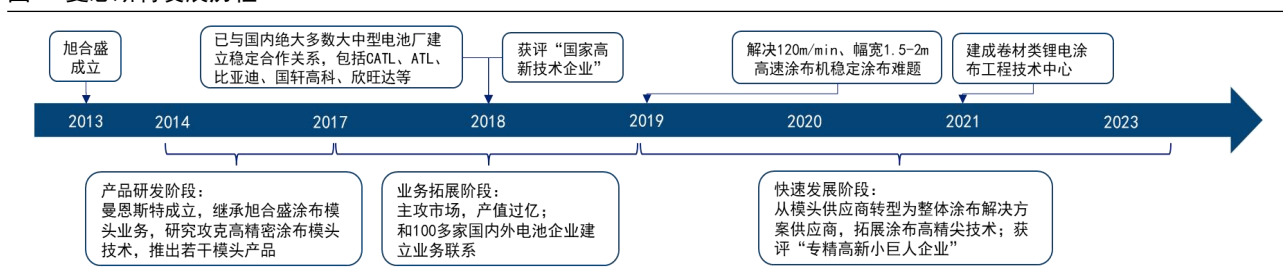 旭合盛
成立
已与国内绝大多数大中型电池厂建
立稳定合作关系，包括CATL、ATL、
比亚迪、国轩高科、欣旺达等
获评“国家高
新技术企业”
解决120m/min、幅宽1.5-2m
高速涂布机稳定涂布难题
建成卷材类锂电涂
布工程技术中心
2013
2014
2017
2018
2019
2020
2021
2023
产品研发阶段：
曼恩斯特成立，继承旭合盛涂布模
头业务，研究攻克高精密涂布模头
技术，推出若干模头产品
业务拓展阶段：
主攻市场，产值过亿；
和100多家国内外电池企业建
立业务联系
快速发展阶段：
从模头供应商转型为整体涂布解决方
案供应商，拓展涂布高精尖技术；获
评“专精高新小巨人企业”